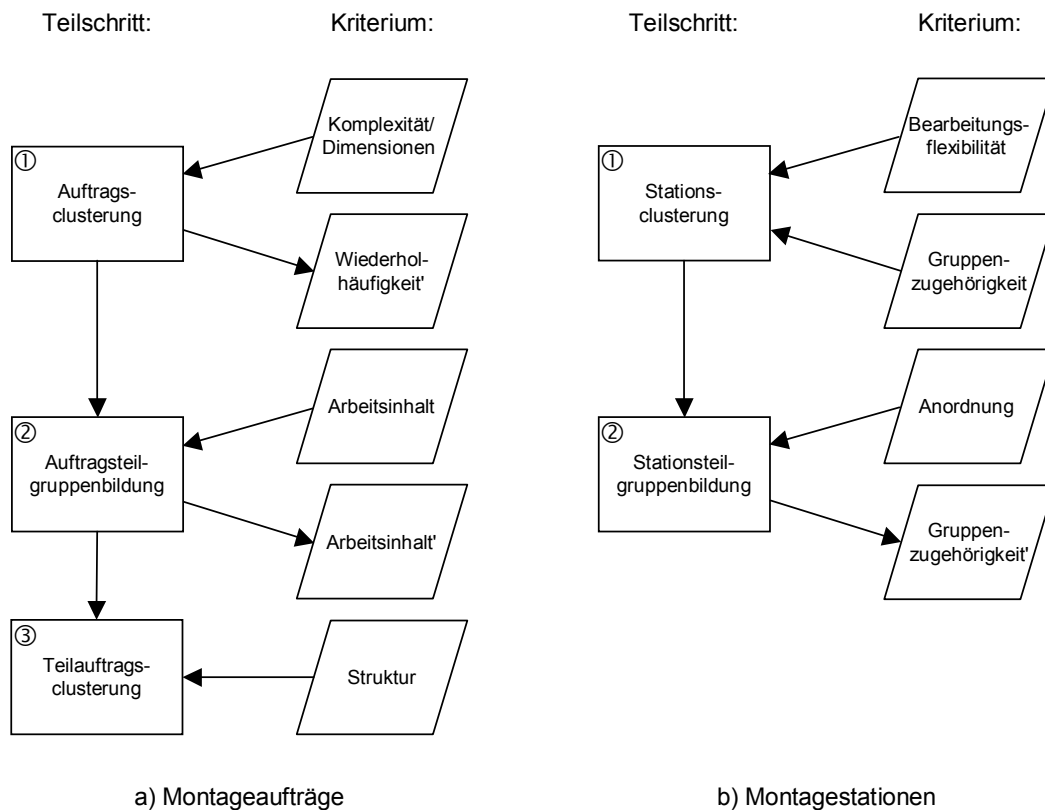 Teilschritt:
Kriterium:
Komplexität/
Dimensionen
①
Auftrags-
clusterung
Wiederhol-
häufigkeit'
Arbeitsinhalt
②
Auftragsteil-
gruppenbildung
Arbeitsinhalt'
③
Teilauftrags-
clusterung
Struktur
a) Montageaufträge
Teilschritt:
Kriterium:
Bearbeitungs-
flexibilität
①
Stations-
clusterung
Gruppen-
zugehörigkeit
Anordnung
②
Stationsteil-
gruppenbildung
Gruppen-
zugehörigkeit'
b) Montagestationen